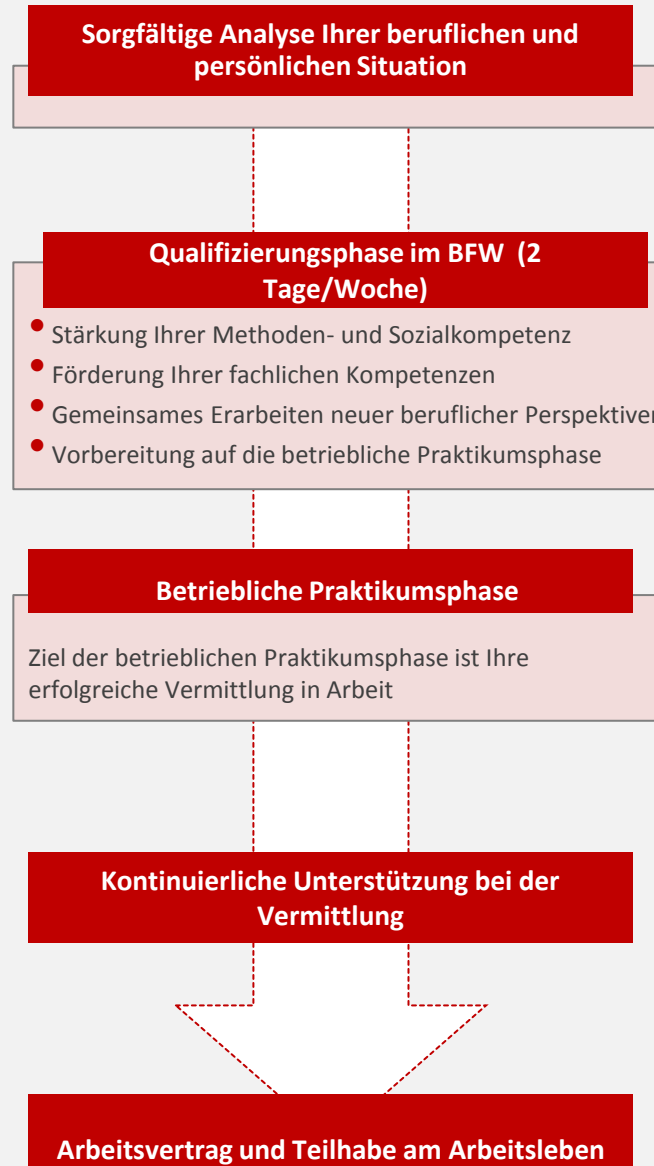 Sorgfältige Analyse Ihrer beruflichen und
persönlichen Situation
Qualifizierungsphase im BFW (2
Tage/Woche)
• Stärkung Ihrer Methoden- und Sozialkompetenz
• Förderung Ihrer fachlichen Kompetenzen
• Gemeinsames Erarbeiten neuer beruflicher Perspektiven
• Vorbereitung auf die betriebliche Praktikumsphase
Betriebliche Praktikumsphase
Ziel der betrieblichen Praktikumsphase ist Ihre
erfolgreiche Vermittlung in Arbeit
Kontinuierliche Unterstützung bei der
Vermittlung
Arbeitsvertrag und Teilhabe am Arbeitsleben